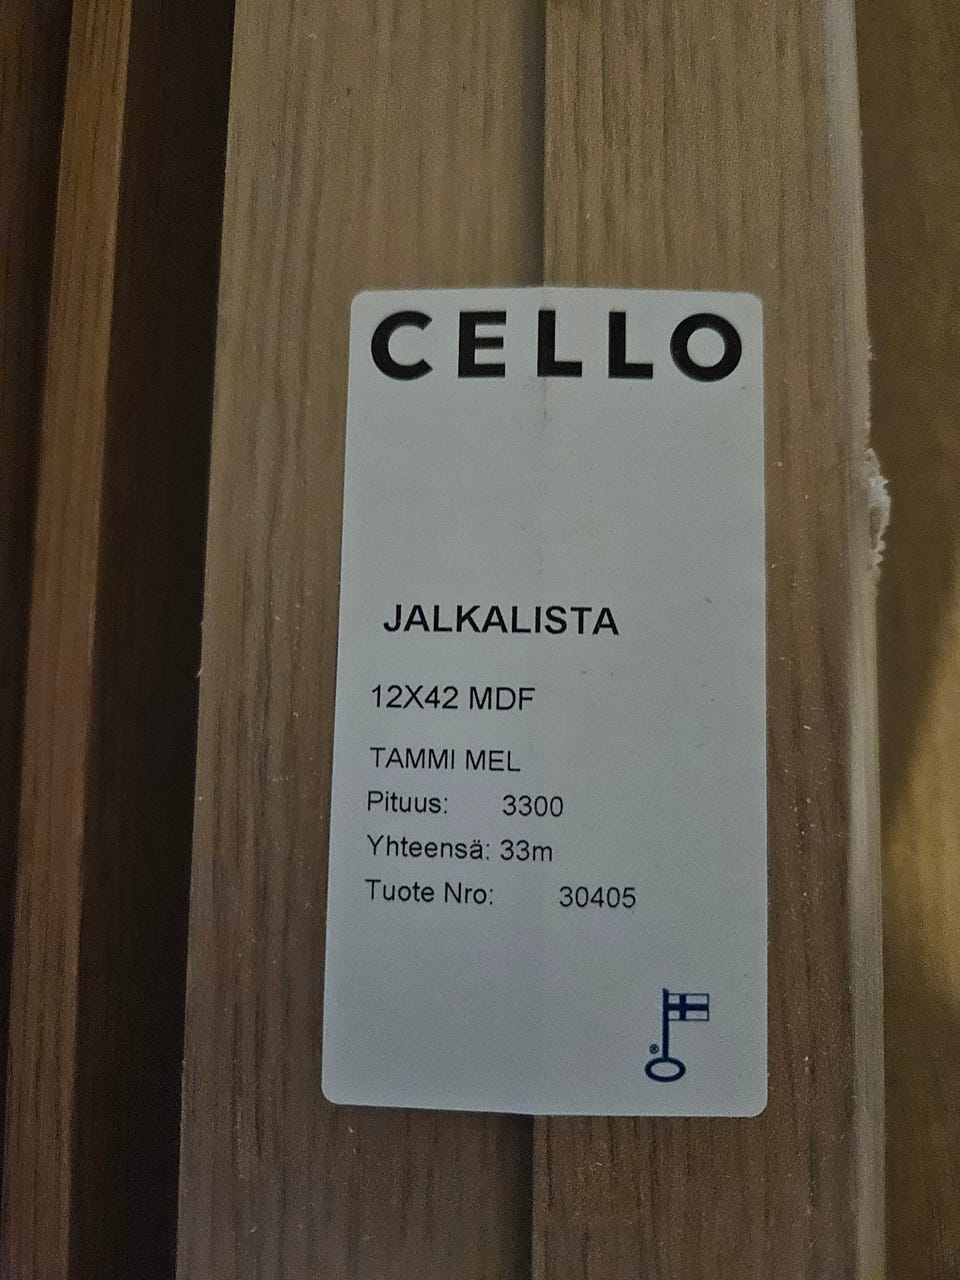 CELLO
JALKALISTA
12X42 MDF
TAMMI MEL
Pituus: 3300
Yhteensä: 33m
Tuote Nro: 30405
®